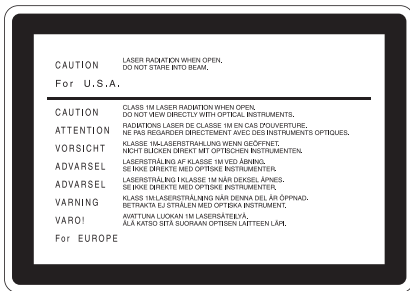 CAUTION LASER RADIATION WHEN OPEN.
DO NOT STARE INTO BEAM.
For U.S.A.
CAUTION CLASS 1M LASER RADIATION WHEN OPEN.
DO NOT VIEW DIRECTLY WITH OPTICAL INSTRUMENTS.
ATTENTION RADIATIONS LASER DE CLASSE 1M EN CAS D'OUVERTURE.
NE PAS REGARDER DIRECTEMENT AVEC DES INSTRUMENTS OPTIQUES.
VORSICHT KLASSE 1M-LASERSTRAHLUNG WENN GEÖFFNET.
NICHT BLICKEN DIREKT MIT OPTISCHEN INSTRUMENTEN.
ADVARSEL LASERSTRÅLING AF KLASSE 1M VED ÅBNING.
SE IKKE DIREKTE MED OPTISKE INSTRUMENTER.
ADVARSEL LASERSTRÅLING I KLASSE 1M NÅR DEKSEL ÅPNES.
SE IKKE DIREKTE MED OPTISKE INSTRUMENTER.
VARNING KLASS 1M LASERSTRÅLNING NÄR DENNA DEL ÄR ÖPPNAD.
BETRAKTA EJ STRÅLEN MED OPTISKA INSTRUMENT.
VARO! AVATTUNA LUOKAN 1M LASERSÄTEILYÄ.
ÄLÄ KATSO SITÄ SUORAAN OPTISEN LAITTEEN LÄPI.
For EUROPE